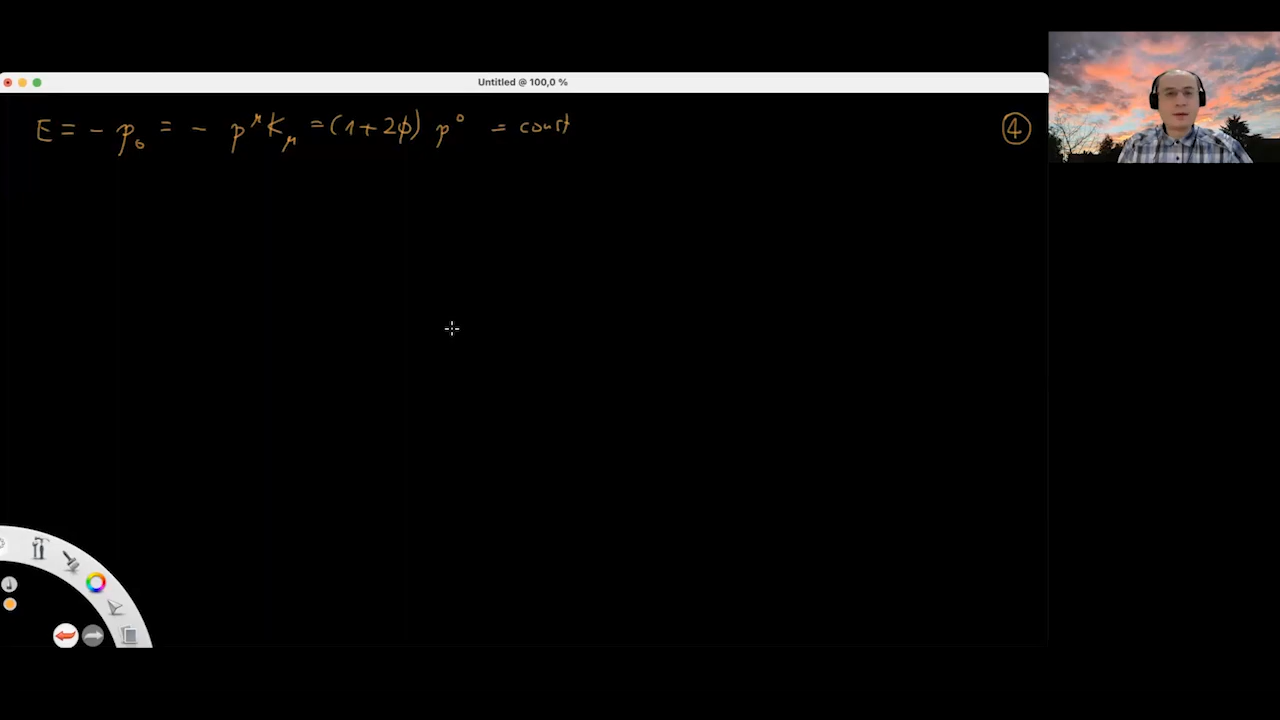 Untitled @ 100,0 %
E = - p₀ = - p^μ K_μ = (1+2ϕ) p⁰ = const
④